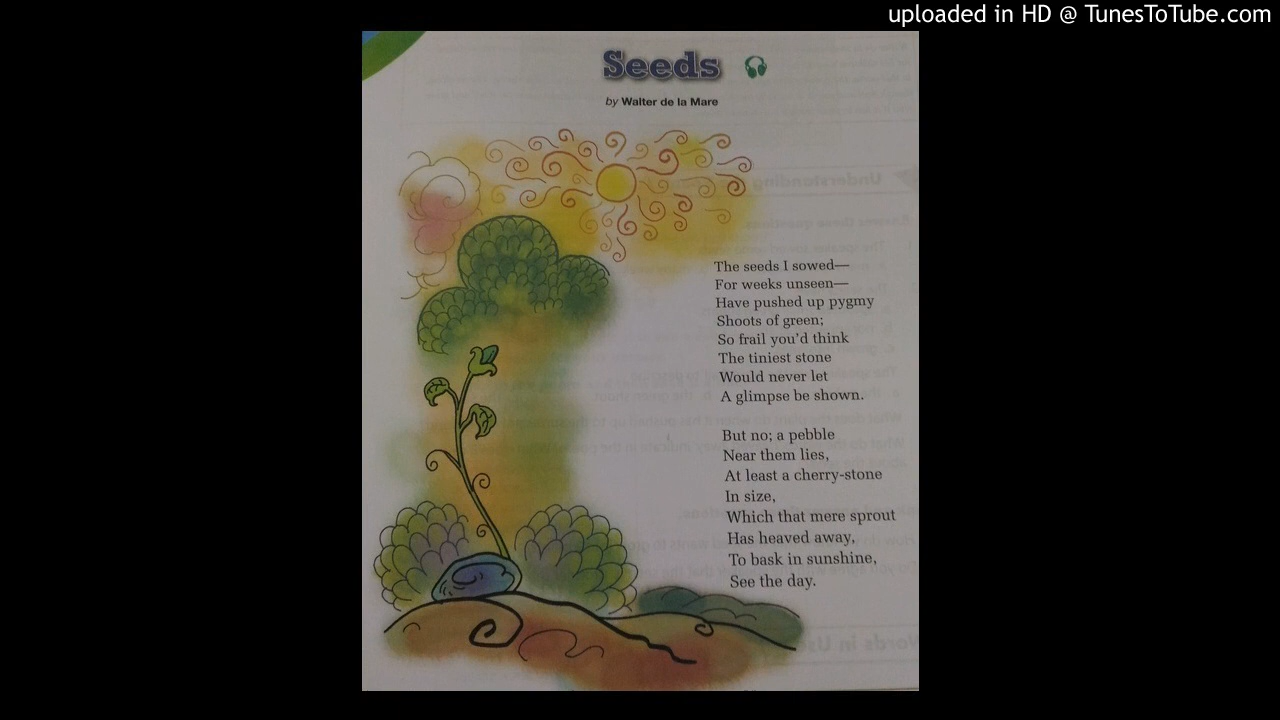 uploaded in HD @ TunesToTube.com
Seeds
by Walter de la Mare
The seeds I sowed—
For weeks unseen—
Have pushed up pygmy
Shoots of green;
So frail you'd think
The tiniest stone
Would never let
A glimpse be shown.
But no; a pebble
Near them lies,
At least a cherry-stone
In size,
Which that mere sprout
Has heaved away,
To bask in sunshine,
See the day.